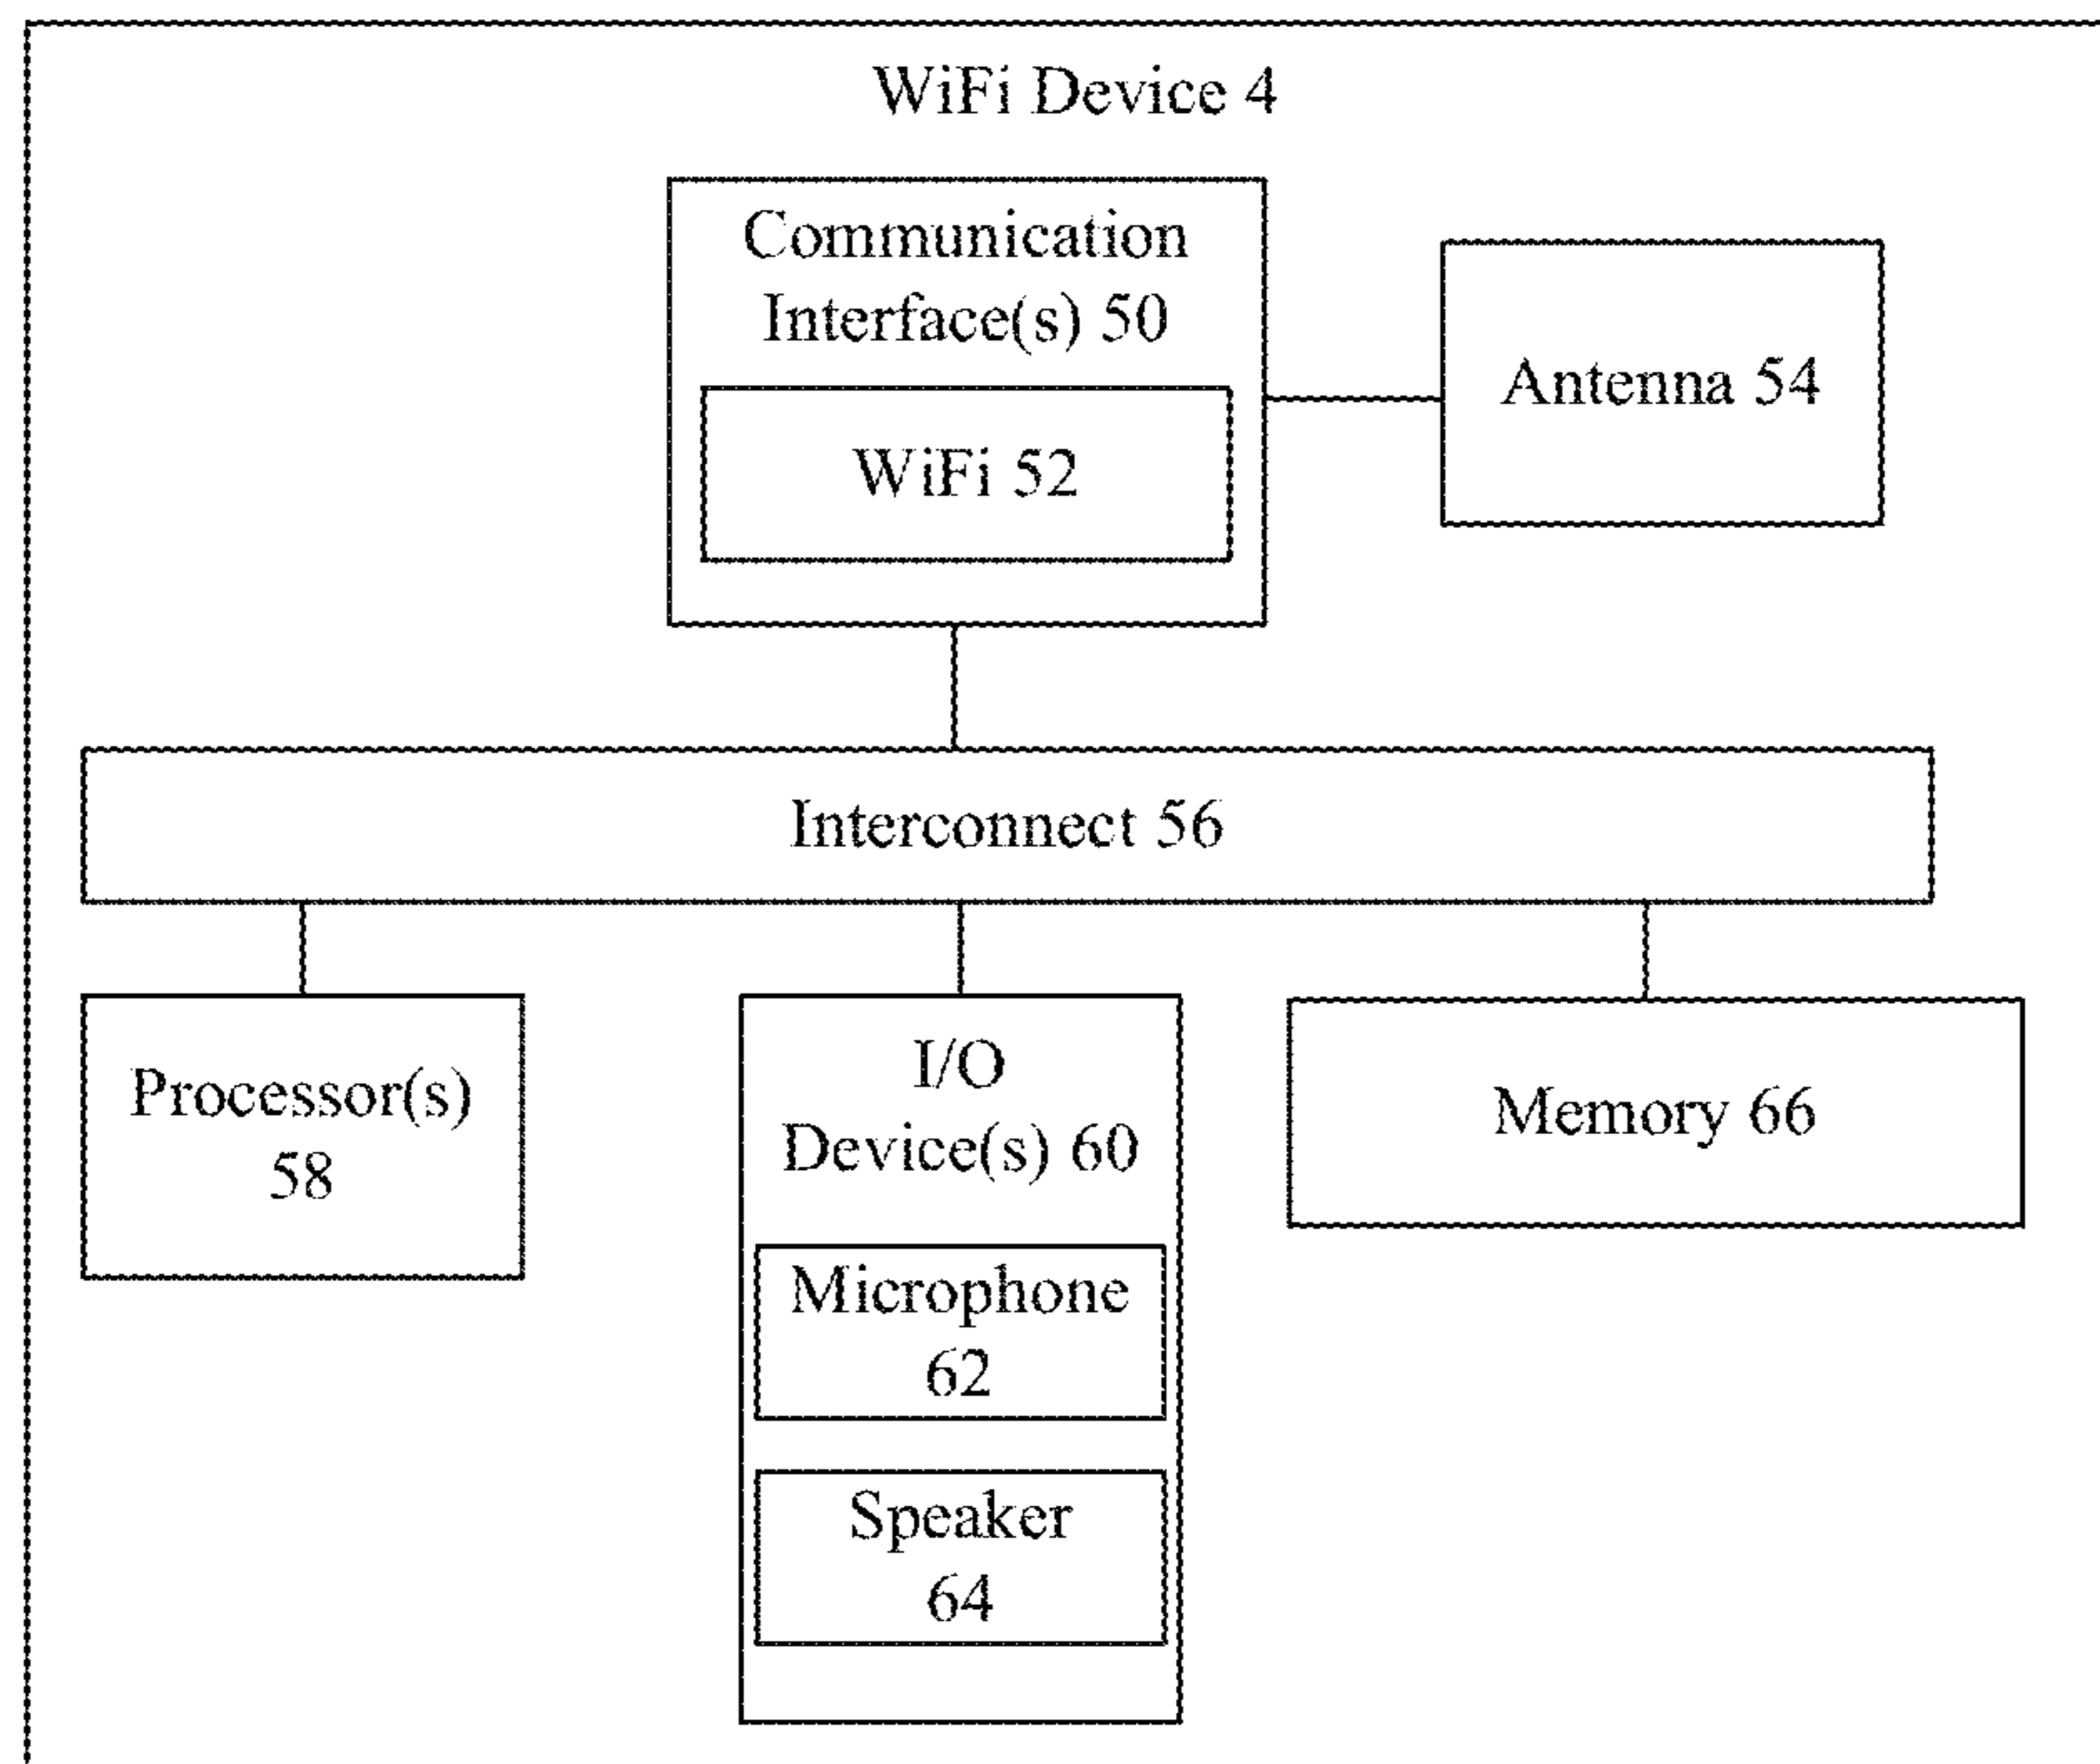 WiFi Device 4
Communication
Interface(s) 50
WiFi 52
Antenna 54
Interconnect 56
Processor(s)
58
I/O
Device(s) 60
Microphone
62
Speaker
64
Memory 66